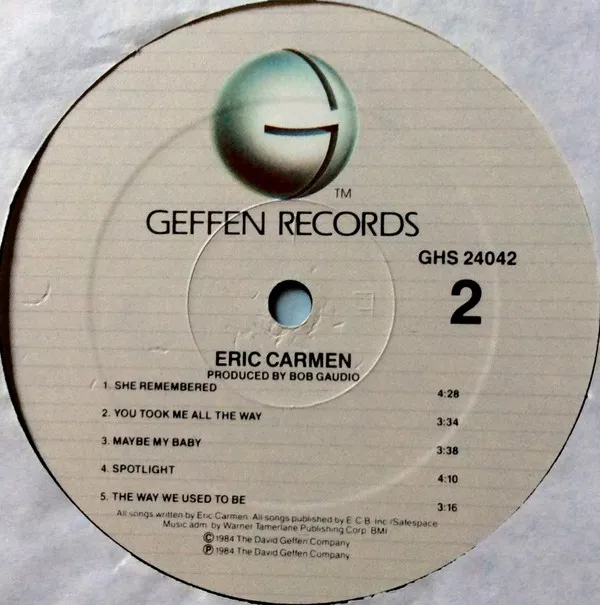 TM
GEFFEN RECORDS
GHS 24042
2
ERIC CARMEN
PRODUCED BY BOB GAUDIO
1. SHE REMEMBERED 4:28
2. YOU TOOK ME ALL THE WAY 3:34
3. MAYBE MY BABY 3:38
4. SPOTLIGHT 4:10
5. THE WAY WE USED TO BE 3:16
All songs written by Eric Carmen. All songs published by E.C.B. Inc./Safespace
Music adm. by Warner Tamerlane Publishing Corp. BMI
Ⓒ1984 The David Geffen Company
Ⓟ1984 The David Geffen Company